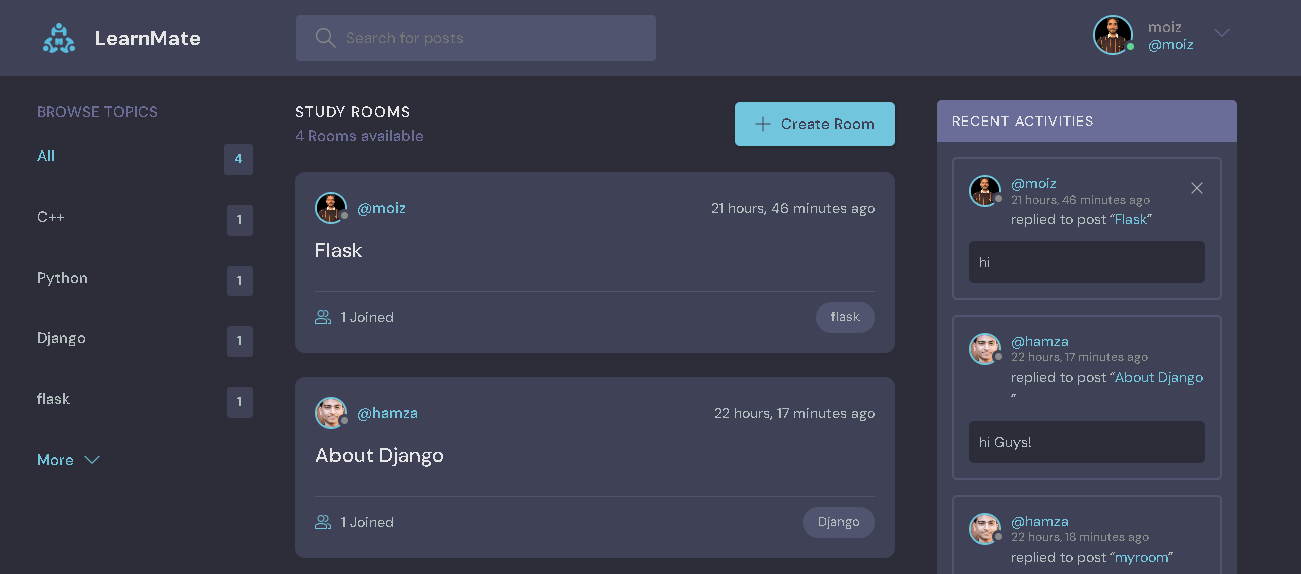 LearnMate
Search for posts
moiz
@moiz
BROWSE TOPICS
All
4
C++
1
Python
1
Django
1
flask
1
More
STUDY ROOMS
4 Rooms available
Create Room
@moiz
21 hours, 46 minutes ago
Flask
1 Joined
flask
@hamza
22 hours, 17 minutes ago
About Django
1 Joined
Django
RECENT ACTIVITIES
@moiz
21 hours, 46 minutes ago
replied to post “Flask”
hi
@hamza
22 hours, 17 minutes ago
replied to post “About Django
”
hi Guys!
@hamza
22 hours, 18 minutes ago
replied to post “myroom”